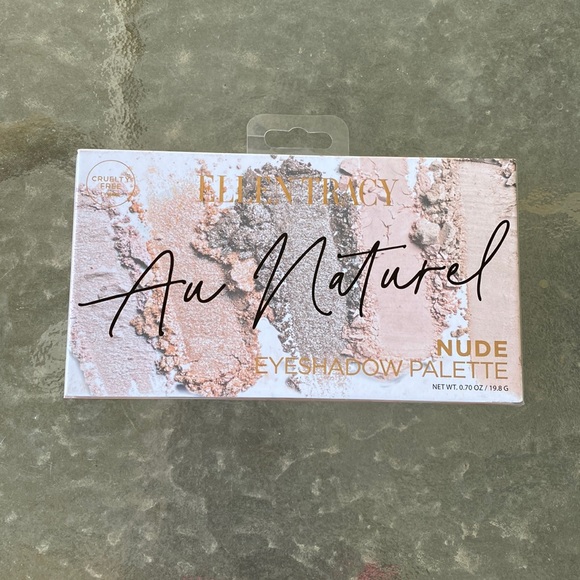 CRUELTY
FREE
ELLEN TRACY
Au Naturel
NUDE
EYESHADOW PALETTE
NET WT. 0.70 OZ / 19.8 G